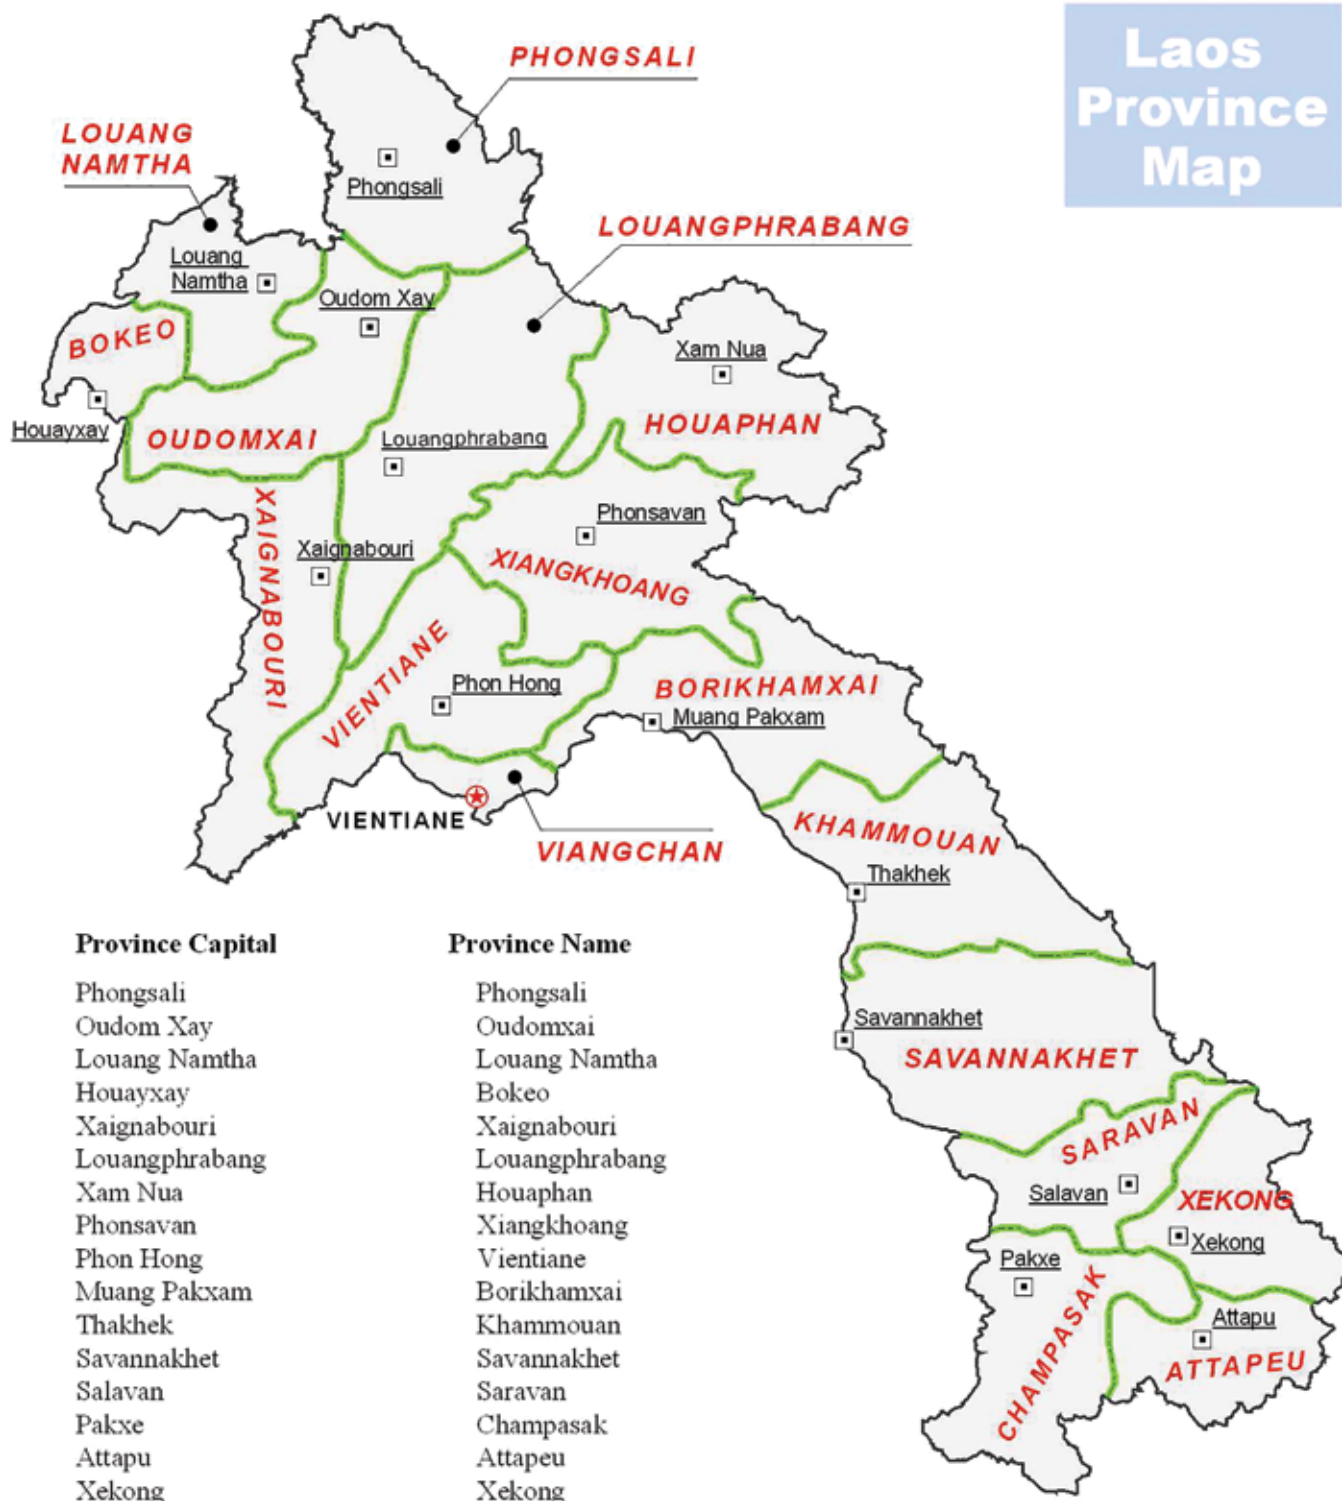 Laos
Province
Map
PHONGSALI
LOUANG
NAMTHA
Phongsali
LOUANGPHRABANG
Louang
Namtha
Oudom Xay
BOKEO
Xam Nua
Houayxay
OUDOMXAI
HOUAPHAN
Louangphrabang
XAIGNABOURI
Phonsavan
Xaignabouri
XIANGKHOANG
VIENTIANE
Phon Hong
BORIKHAMXAI
Muang Pakxam
VIENTIANE
KHAMMOUAN
VIANGCHAN
Thakhek
Savannakhet
SAVANNAKHET
SARAVAN
Salavan
XEKONG
Xekong
Pakxe
CHAMPASAK
Attapu
ATTAPEU
Province Capital Province Name
Phongsali Phongsali
Oudom Xay Oudomxai
Louang Namtha Louang Namtha
Houayxay Bokeo
Xaignabouri Xaignabouri
Louangphrabang Louangphrabang
Xam Nua Houaphan
Phonsavan Xiangkhoang
Phon Hong Vientiane
Muang Pakxam Borikhamxai
Thakhek Khammouan
Savannakhet Savannakhet
Salavan Saravan
Pakxe Champasak
Attapu Attapeu
Xekong Xekong